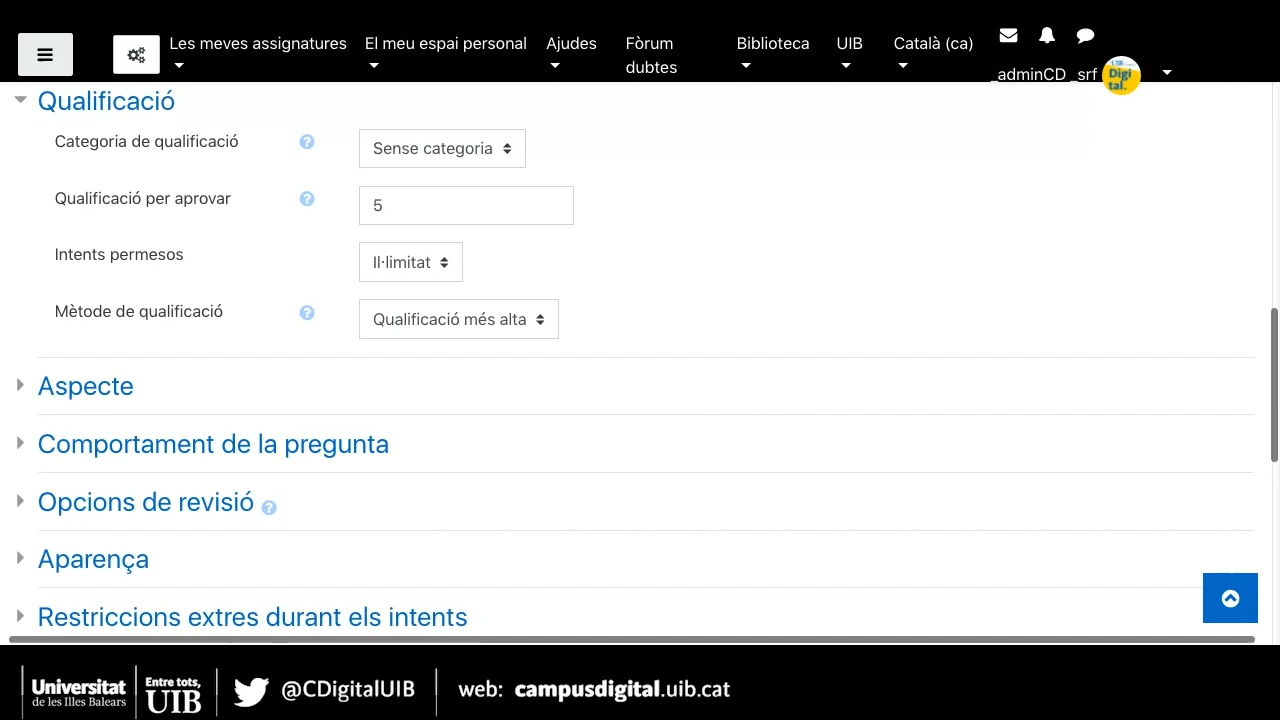 Les meves assignatures
El meu espai personal
Ajudes
Fòrum
dubtes
Biblioteca
UIB
Català (ca)
_adminCD _srf
Digi
tal.
Qualificació
Categoria de qualificació
Sense categoria
Qualificació per aprovar
5
Intents permesos
Il·limitat
Mètode de qualificació
Qualificació més alta
Aspecte
Comportament de la pregunta
Opcions de revisió
Aparença
Restriccions extres durant els intents
Universitat
de les Illes Balears
Entre tots,
UIB
@CDigitalUIB
web: campusdigital.uib.cat